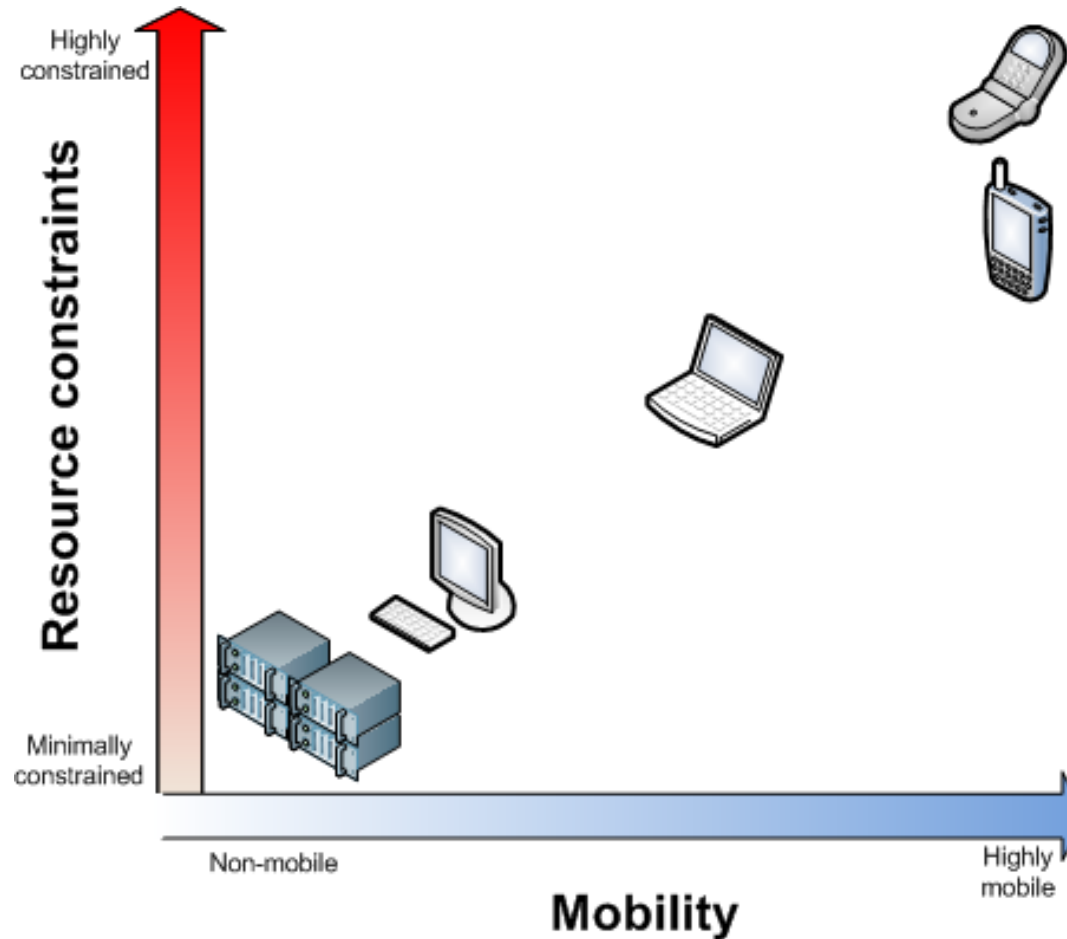 Highly
constrained
Resource constraints
Minimally
constrained
Non-mobile
Highly
mobile
Mobility